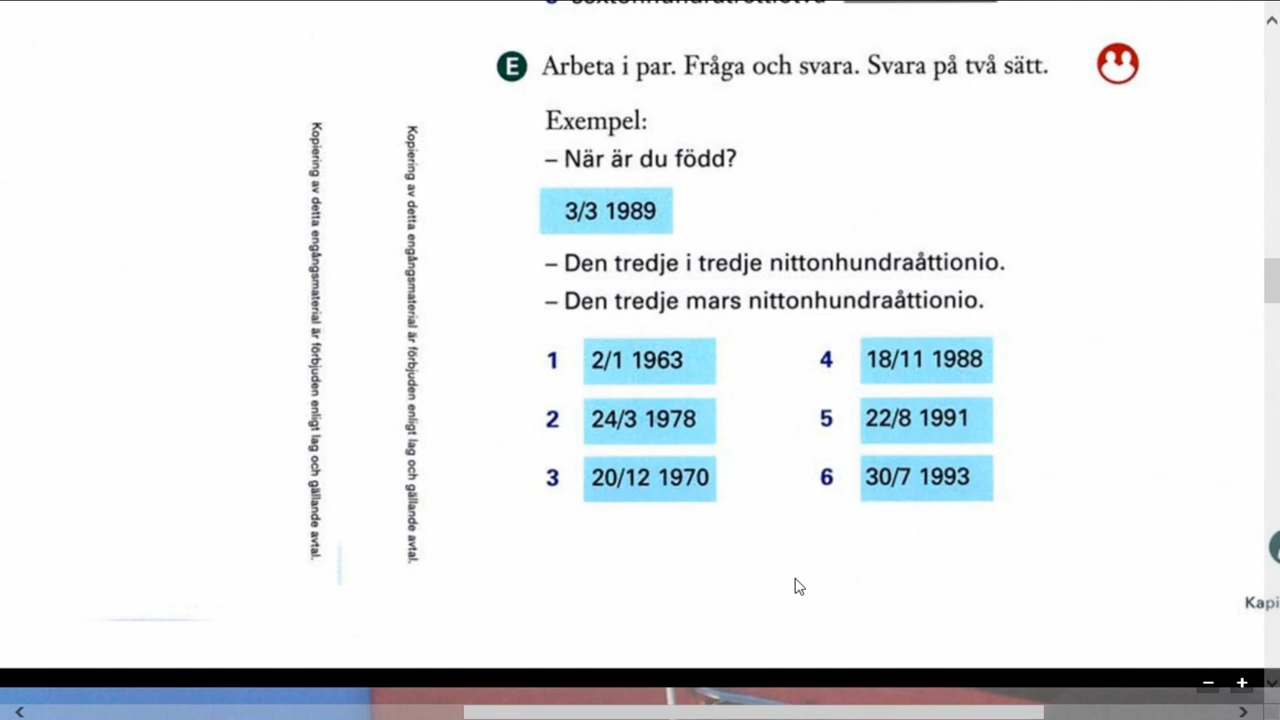 E Arbeta i par. Fråga och svara. Svara på två sätt.
Exempel:
– När är du född?
3/3 1989
– Den tredje i tredje nittonhundraåttionio.
– Den tredje mars nittonhundraåttionio.
1 2/1 1963
2 24/3 1978
3 20/12 1970
4 18/11 1988
5 22/8 1991
6 30/7 1993
Kopiering av detta engångsmaterial är förbjuden enligt lag och gällande avtal.
Kopiering av detta engångsmaterial är förbjuden enligt lag och gällande avtal.